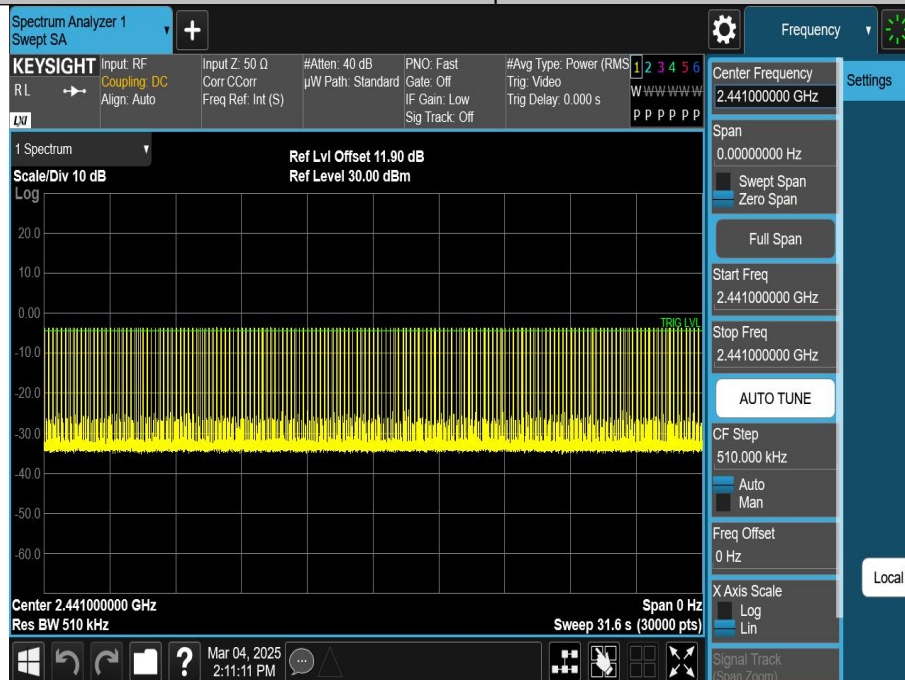 Spectrum Analyzer 1
Swept SA
Frequency
KEYSIGHT
RL
LXI
Input: RF
Coupling: DC
Align: Auto
Input Z: 50 Ω
Corr CCorr
Freq Ref: Int (S)
#Atten: 40 dB
µW Path: Standard
PNO: Fast
Gate: Off
IF Gain: Low
Sig Track: Off
#Avg Type: Power (RMS
Trig: Video
Trig Delay: 0.000 s
1 2 3 4 5 6
W W W W W W
P P P P P P
1 Spectrum
Scale/Div 10 dB
Ref Lvl Offset 11.90 dB
Ref Level 30.00 dBm
Log
20.0
10.0
0.00
TRIG LVL
-10.0
-20.0
-30.0
-40.0
-50.0
-60.0
Center 2.441000000 GHz
Span 0 Hz
Res BW 510 kHz
Sweep 31.6 s (30000 pts)
Center Frequency
2.441000000 GHz
Settings
Span
0.00000000 Hz
Swept Span
Zero Span
Full Span
Start Freq
2.441000000 GHz
Stop Freq
2.441000000 GHz
AUTO TUNE
CF Step
510.000 kHz
Auto
Man
Freq Offset
0 Hz
Local
X Axis Scale
Log
Lin
Signal Track
(Span Zoom)
?
Mar 04, 2025
2:11:11 PM